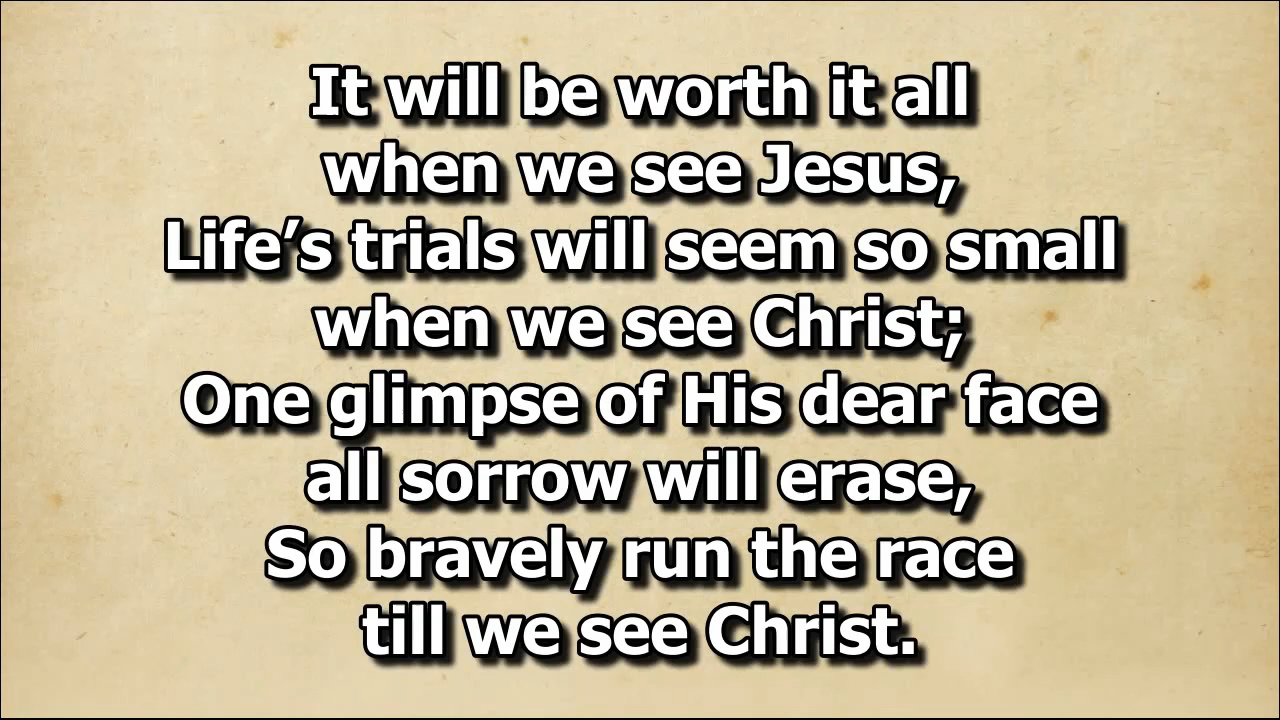 It will be worth it all
when we see Jesus,
Life’s trials will seem so small
when we see Christ;
One glimpse of His dear face
all sorrow will erase,
So bravely run the race
till we see Christ.